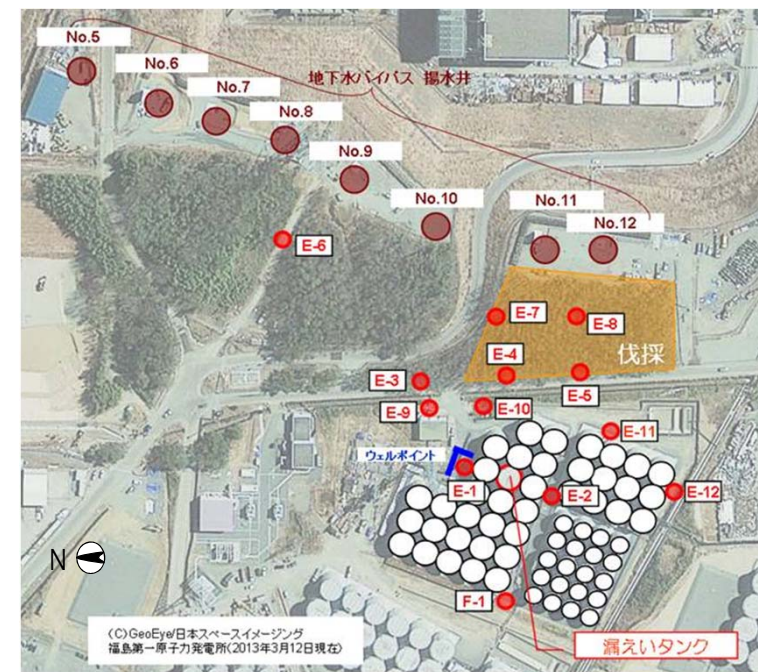 No.5
No.6
No.7
地下水バイパス 揚水井
No.8
No.9
No.10
No.11
No.12
E-6
E-7
E-8
伐採
E-4
E-3
E-5
E-9
E-10
E-11
ウェルポイント
E-1
E-2
E-12
N
F-1
(C)GeoEye/日本スペースイメージング
福島第一原子力発電所(2013年3月12日現在)
漏えいタンク